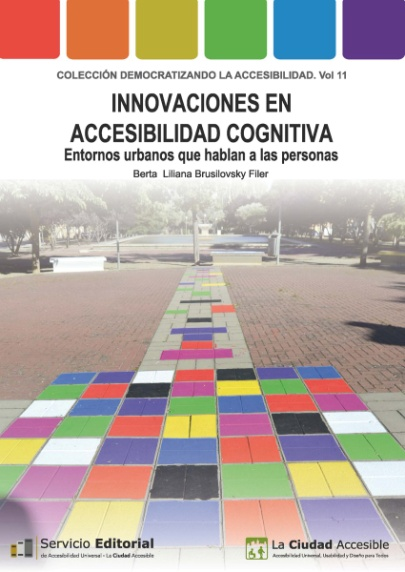 COLECCIÓN DEMOCRATIZANDO LA ACCESIBILIDAD. Vol 11
INNOVACIONES EN
ACCESIBILIDAD COGNITIVA
Entornos urbanos que hablan a las personas
Berta Liliana Brusilovsky Filer
Servicio Editorial
de Accesibilidad Universal - La Ciudad Accesible
La Ciudad Accesible
Accesibilidad Universal, Usabilidad y Diseño para Todos